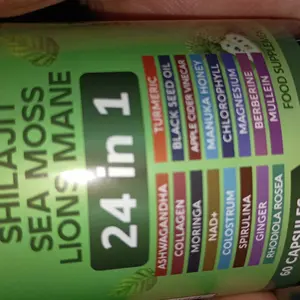 SHILAJIT
SEA MOSS
LIONS MANE
24 in 1
TURMERIC
BLACK SEED OIL
APPLE CIDER VINEGAR
MANUKA HONEY
CHLOROPHYLL
MAGNESIUM
BERBERINE
MULLEIN
ASHWAGANDHA
COLLAGEN
MORINGA
NAD+
COLOSTRUM
SPIRULINA
GINGER
RHODIOLA ROSEA
FOOD SUPPLEMENT
60 CAPSULES